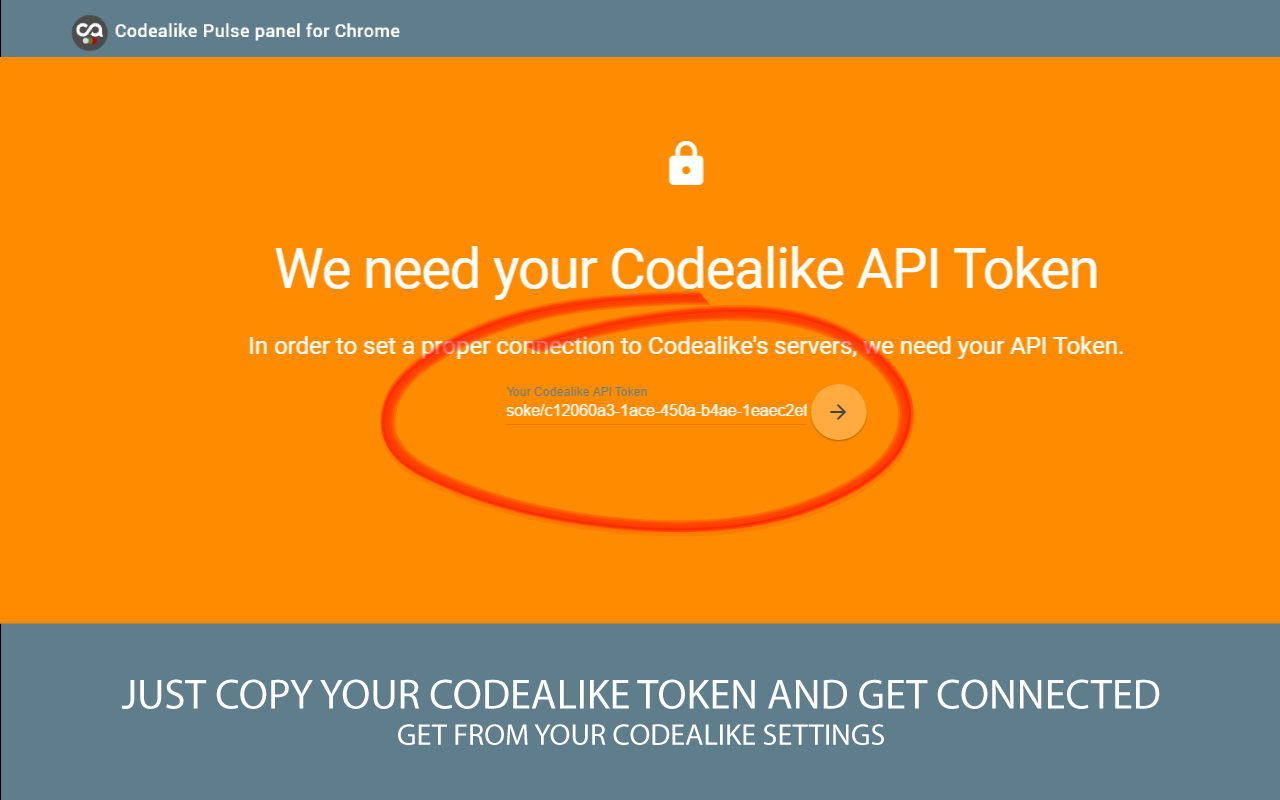 Codealike Pulse panel for Chrome
We need your Codealike API Token
In order to set a proper connection to Codealike's servers, we need your API Token.
Your Codealike API Token
soke/c12060a3-1ace-450a-b4ae-1eaec2ef
JUST COPY YOUR CODEALIKE TOKEN AND GET CONNECTED
GET FROM YOUR CODEALIKE SETTINGS